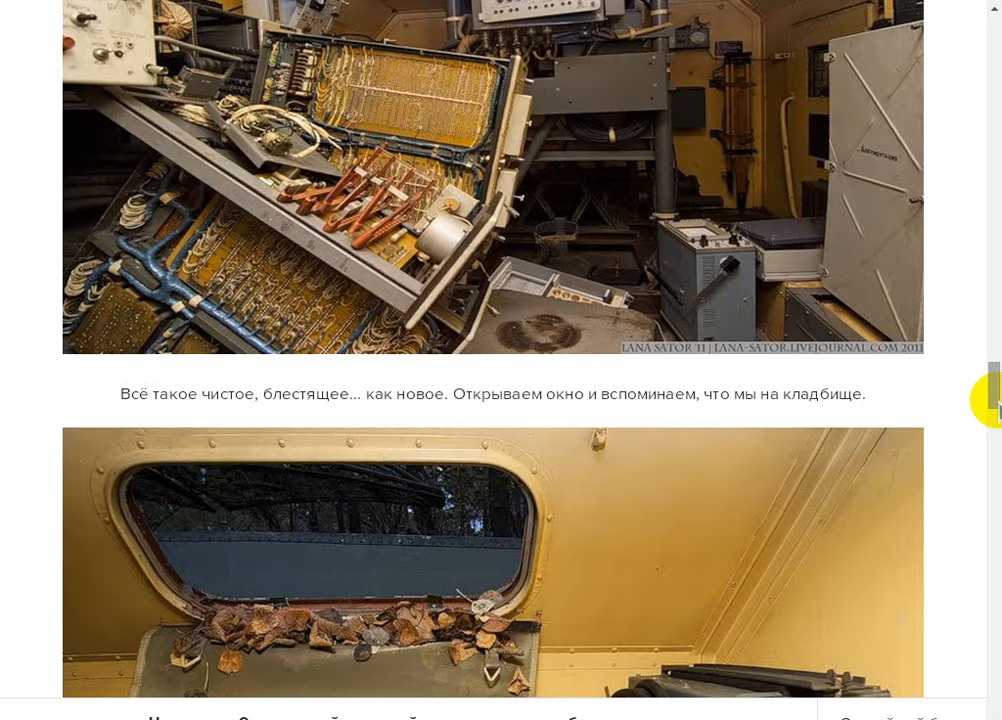 LANA SATOR '11 | LANA-SATOR.LIVEJOURNAL.COM 2011
Всё такое чистое, блестящее... как новое. Открываем окно и вспоминаем, что мы на кладбище.